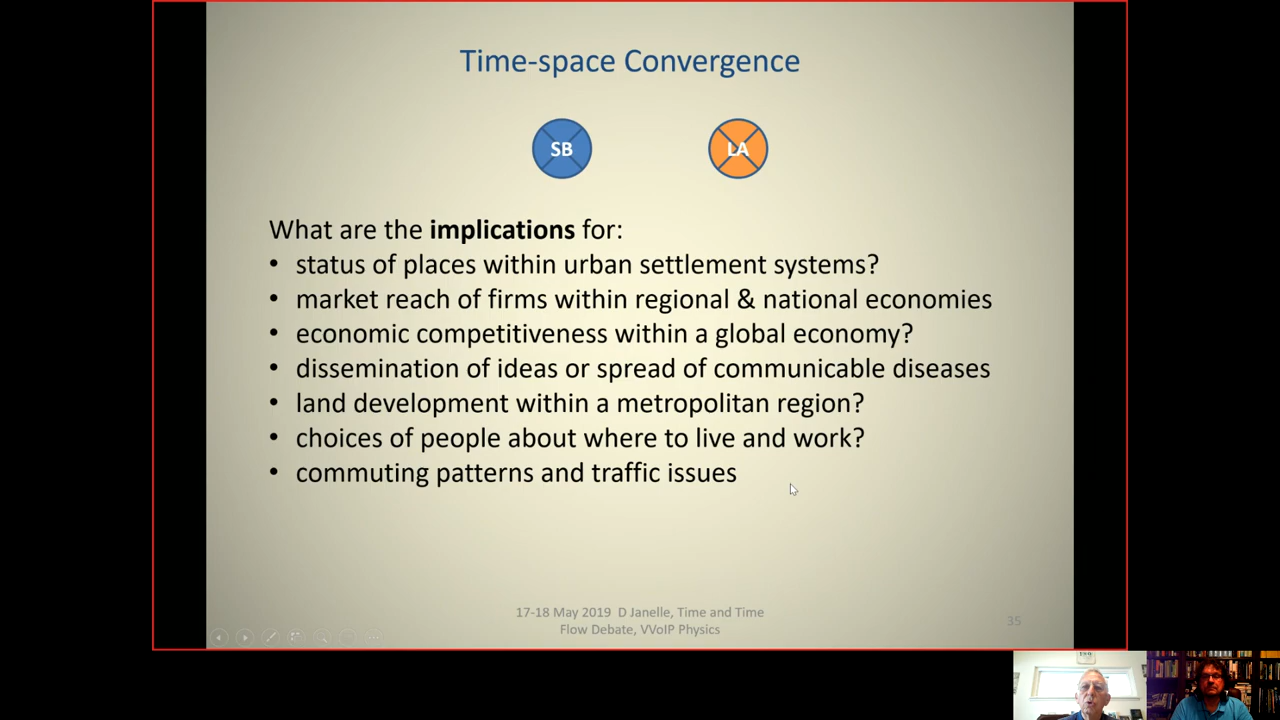 Time-space Convergence
SB LA
What are the implications for:
• status of places within urban settlement systems?
• market reach of firms within regional & national economies
• economic competitiveness within a global economy?
• dissemination of ideas or spread of communicable diseases
• land development within a metropolitan region?
• choices of people about where to live and work?
• commuting patterns and traffic issues
17-18 May 2019 D Janelle, Time and Time
Flow Debate, VVoIP Physics
35